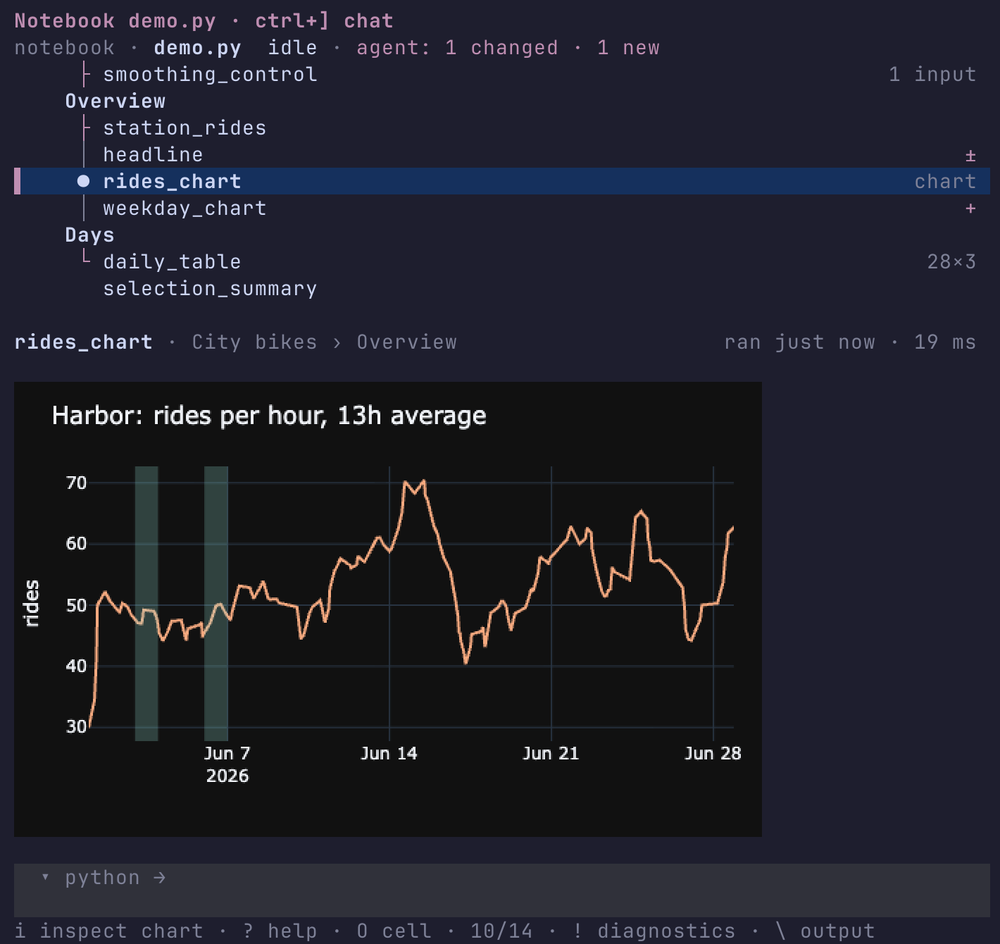 Notebook demo.py · ctrl+] chat
notebook · demo.py  idle · agent: 1 changed · 1 new
├ smoothing_control 1 input
Overview
├ station_rides
│ headline ±
● rides_chart chart
│ weekday_chart +
Days
└ daily_table 28×3
selection_summary
rides_chart · City bikes › Overview ran just now · 19 ms
Harbor: rides per hour, 13h average
70
60
50
40
30
rides
Jun 7 Jun 14 Jun 21 Jun 28
2026
▾ python →
i inspect chart · ? help · O cell · 10/14 · ! diagnostics · \ output